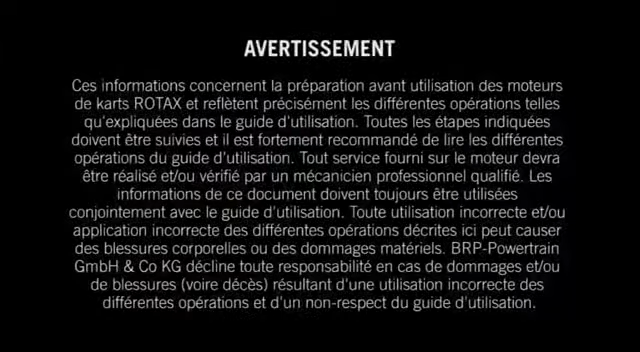 AVERTISSEMENT
Ces informations concernent la préparation avant utilisation des moteurs
de karts ROTAX et reflètent précisément les différentes opérations telles
qu'expliquées dans le guide d'utilisation. Toutes les étapes indiquées
doivent être suivies et il est fortement recommandé de lire les différentes
opérations du guide d'utilisation. Tout service fourni sur le moteur devra
être réalisé et/ou vérifié par un mécanicien professionnel qualifié. Les
informations de ce document doivent toujours être utilisées
conjointement avec le guide d'utilisation. Toute utilisation incorrecte et/ou
application incorrecte des différentes opérations décrites ici peut causer
des blessures corporelles ou des dommages matériels. BRP-Powertrain
GmbH & Co KG décline toute responsabilité en cas de dommages et/ou
de blessures (voire décès) résultant d'une utilisation incorrecte des
différentes opérations et d'un non-respect du guide d'utilisation.